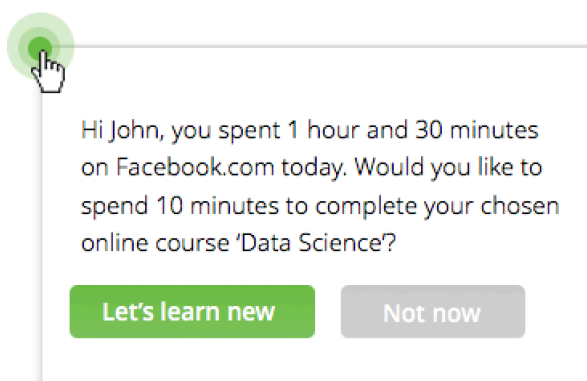 Hi John, you spent 1 hour and 30 minutes
on Facebook.com today. Would you like to
spend 10 minutes to complete your chosen
online course ‘Data Science’?
Let’s learn new
Not now